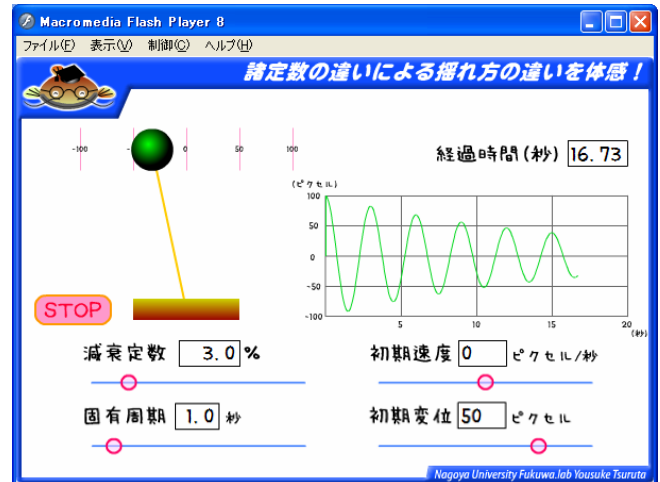 Macromedia Flash Player 8
ファイル(F) 表示(V) 制御(C) ヘルプ(H)
諸定数の違いによる揺れ方の違いを体感！
-100 - 0 50 100
経過時間(秒) 16.73
(ピクセル)
100
50
0
-50
-100
5 10 15 20
(秒)
STOP
減衰定数 3.0 %
初期速度 0 ピクセル/秒
固有周期 1.0 秒
初期変位 50 ピクセル
Nagoya University Fukuwa.lab Yousuke Tsuruta